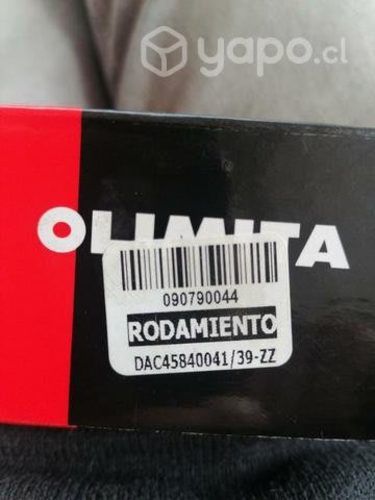 yapo.cl
OLIMITA
090790044
RODAMIENTO
DAC45840041/39-ZZ